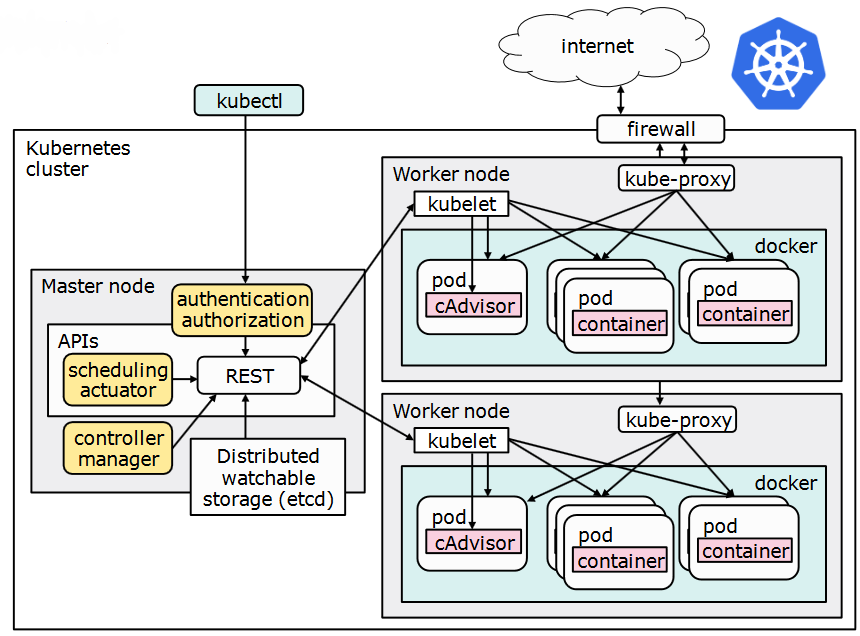 internet
kubectl
firewall
Kubernetes
cluster
Worker node
kube-proxy
kubelet
docker
pod
cAdvisor
pod
container
pod
container
Master node
authentication
authorization
APIs
scheduling
actuator
REST
controller
manager
Distributed
watchable
storage (etcd)
Worker node
kube-proxy
kubelet
docker
pod
cAdvisor
pod
container
pod
container